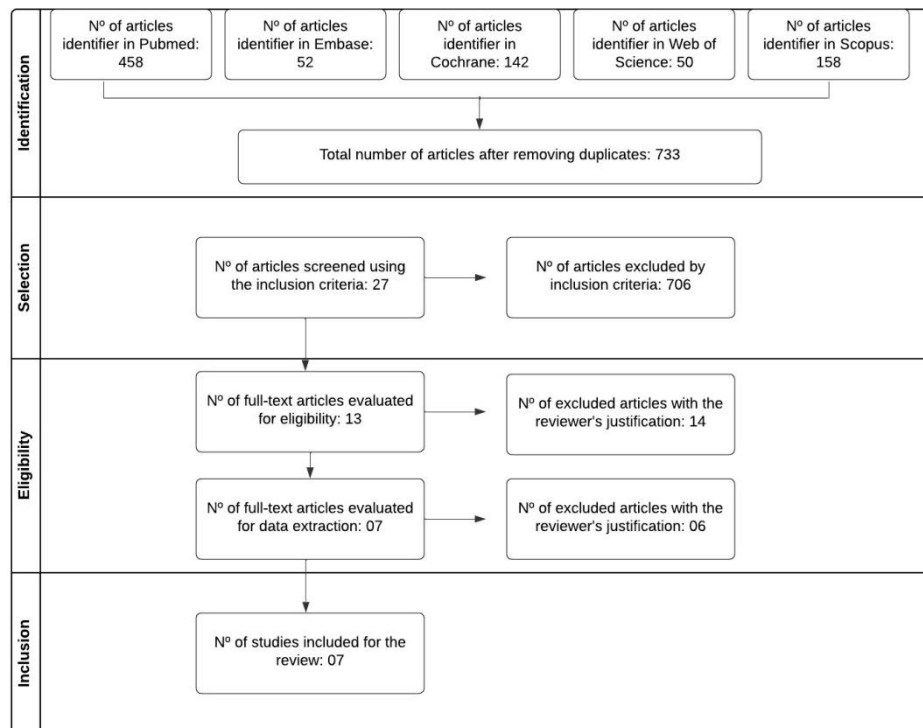 Identification
Nº of articles
identifier in Pubmed:
458
Nº of articles
identifier in Embase:
52
Nº of articles
identifier in
Cochrane: 142
Nº of articles
identifier in Web of
Science: 50
Nº of articles
identifier in Scopus:
158
Total number of articles after removing duplicates: 733
Selection
Nº of articles screened using
the inclusion criteria: 27
Nº of articles excluded by
inclusion criteria: 706
Eligibility
Nº of full-text articles evaluated
for eligibility: 13
Nº of excluded articles with the
reviewer's justification: 14
Nº of full-text articles evaluated
for data extraction: 07
Nº of excluded articles with the
reviewer's justification: 06
Inclusion
Nº of studies included for the
review: 07